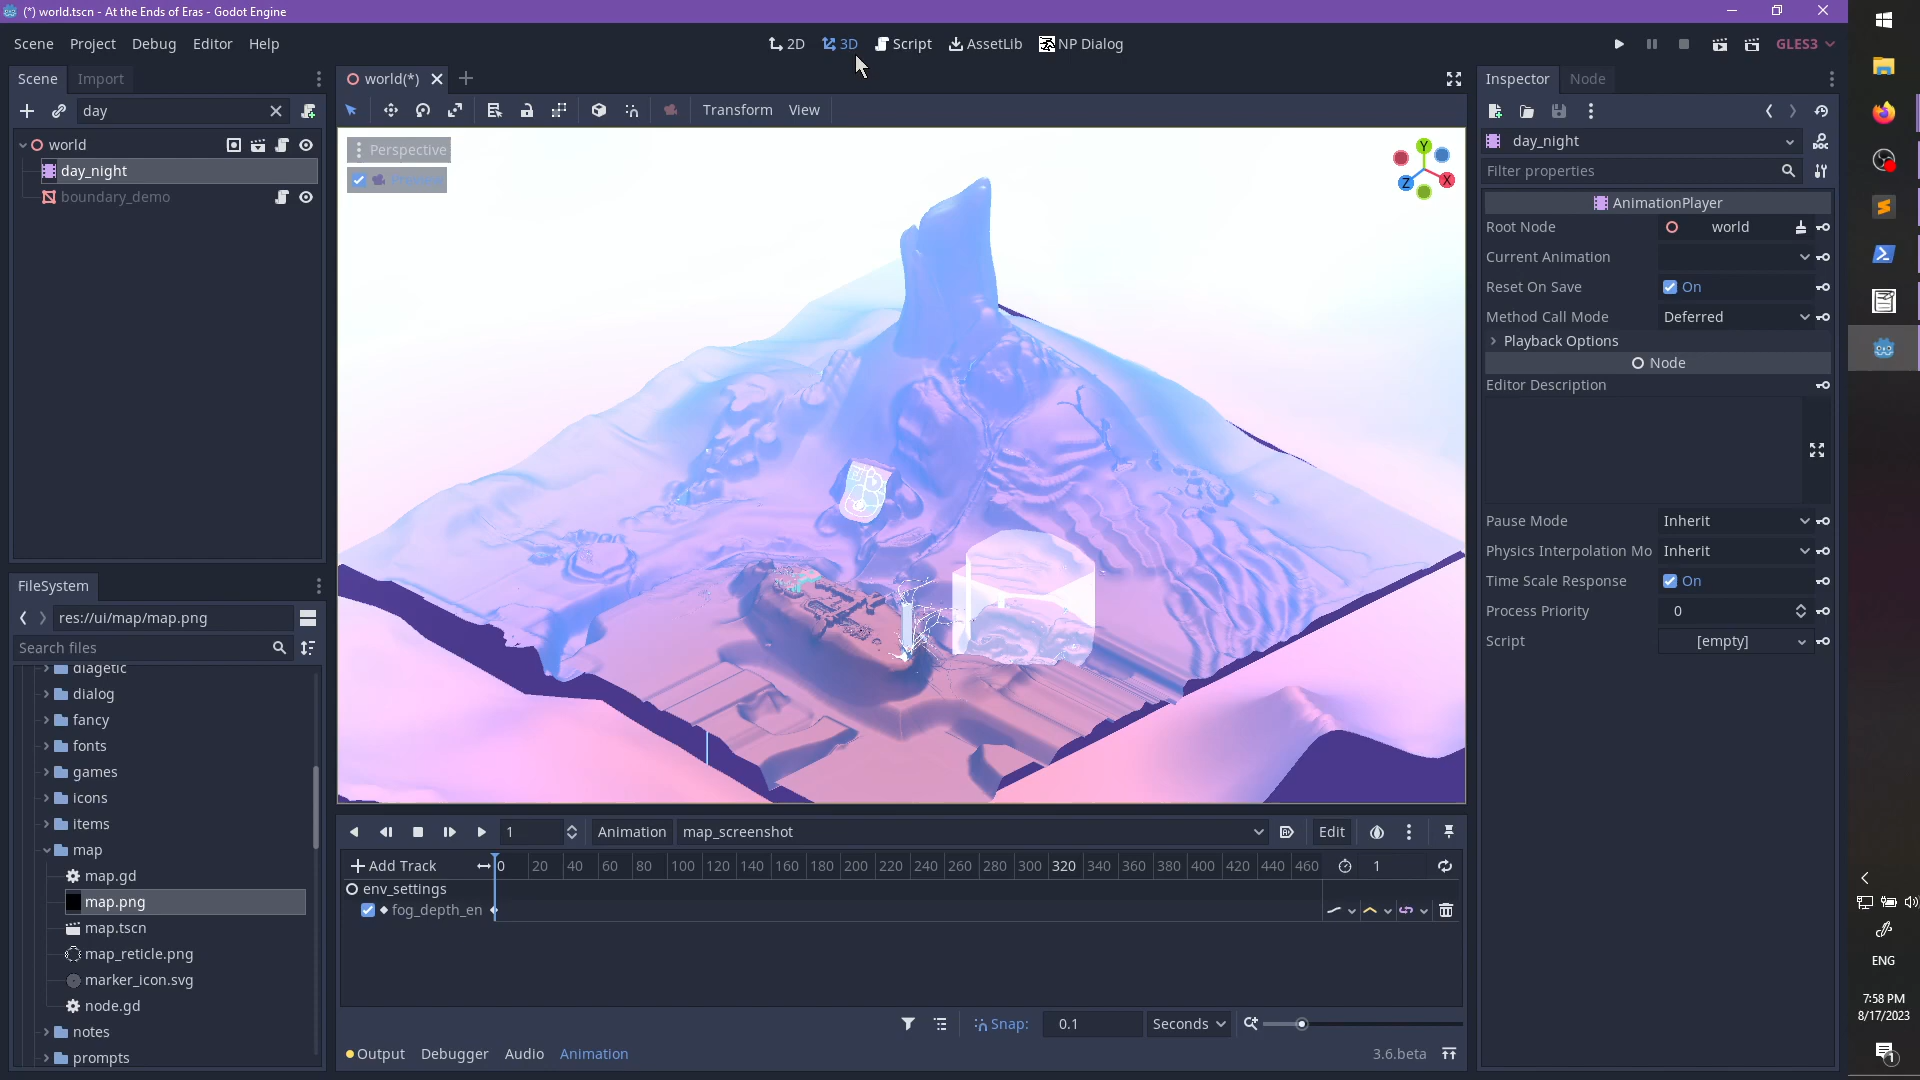 (*) world.tscn - At the Ends of Eras - Godot Engine
Scene Project Debug Editor Help
2D 3D Script AssetLib NP Dialog
GLES3
Scene Import
world(*)
Inspector Node
day
Transform View
world
day_night
boundary_demo
Perspective
day_night
Filter properties
AnimationPlayer
Root Node world
Current Animation
Reset On Save On
Method Call Mode Deferred
Playback Options
Node
Editor Description
Pause Mode Inherit
Physics Interpolation Mo Inherit
Time Scale Response On
Process Priority 0
Script [empty]
Y
Z
X
FileSystem
res://ui/map/map.png
Search files
diagetic
dialog
fancy
fonts
games
icons
items
map
map.gd
map.png
map.tscn
map_reticle.png
marker_icon.svg
node.gd
notes
prompts
1 Animation map_screenshot Edit
Add Track 0 20 40 60 80 100 120 140 160 180 200 220 240 260 280 300 320 340 360 380 400 420 440 460 1
env_settings
fog_depth_en
Snap: 0.1 Seconds
Output Debugger Audio Animation 3.6.beta
ENG
7:58 PM
8/17/2023
1